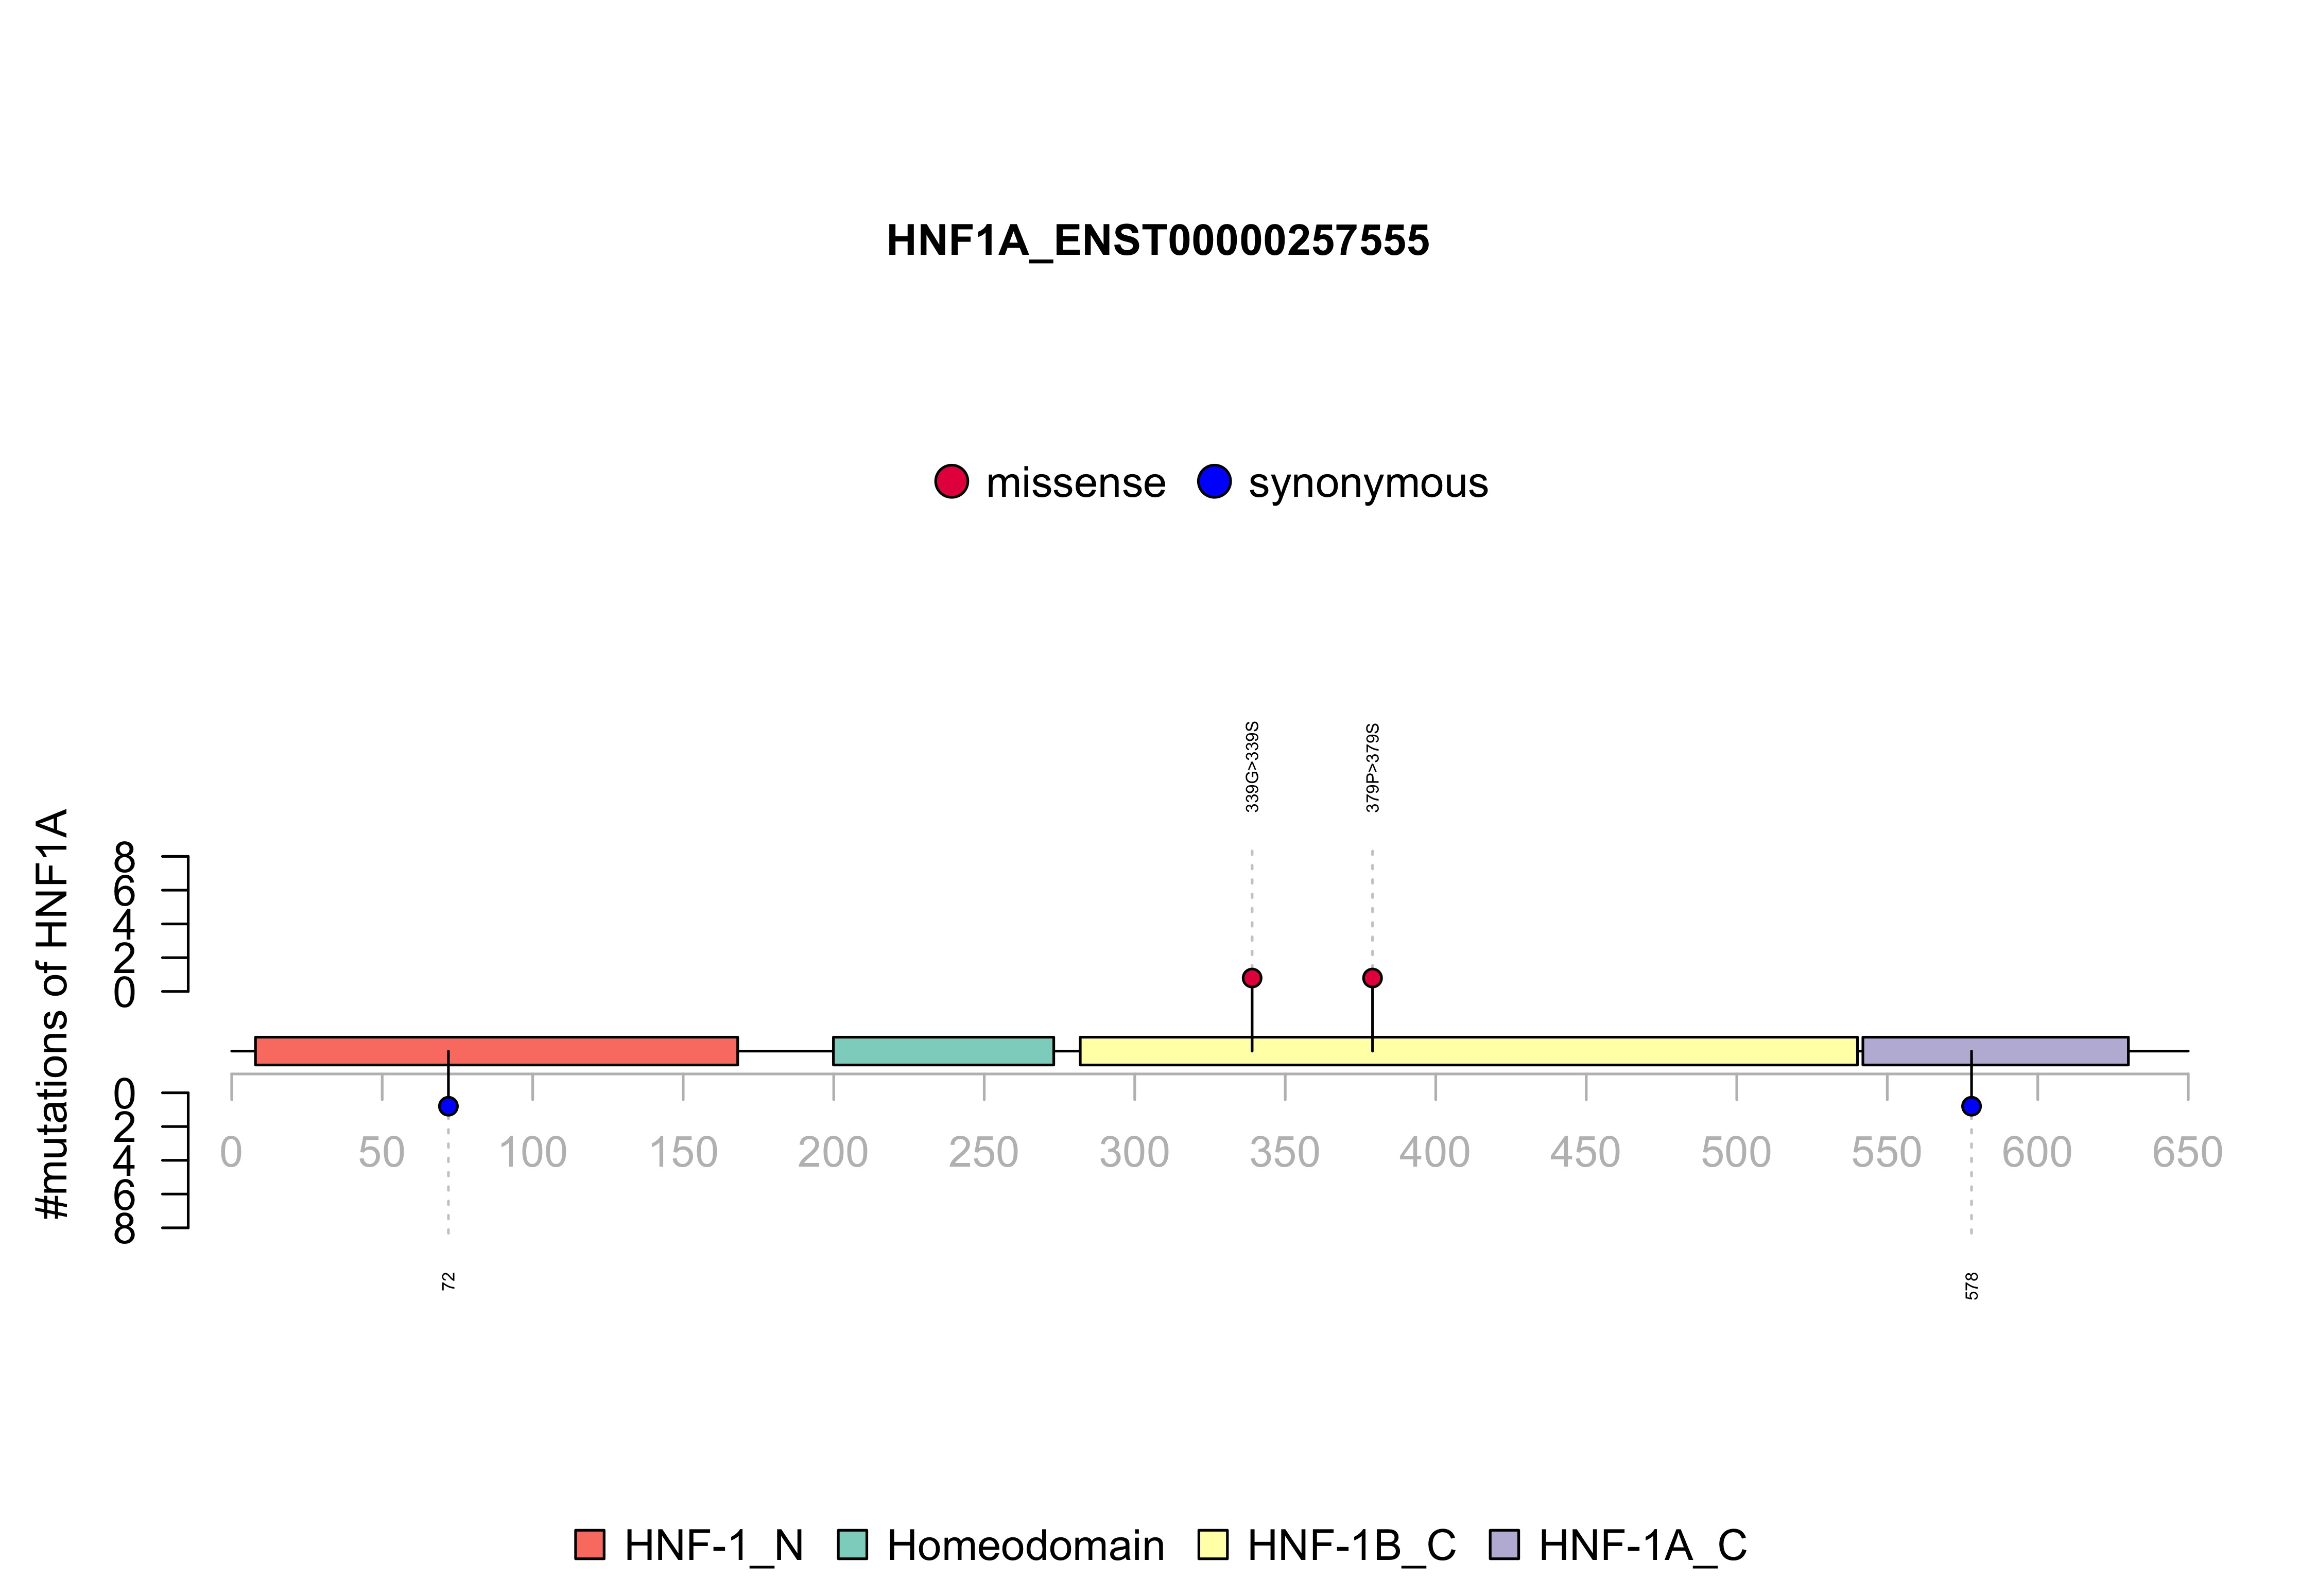 HNF1A_ENST00000257555
missense synonymous
339G>339S
379P>379S
#mutations of HNF1A
8
6
4
2
0
0
2
4
6
8
0 50 100 150 200 250 300 350 400 450 500 550 600 650
72
578
HNF-1_N Homeodomain HNF-1B_C HNF-1A_C